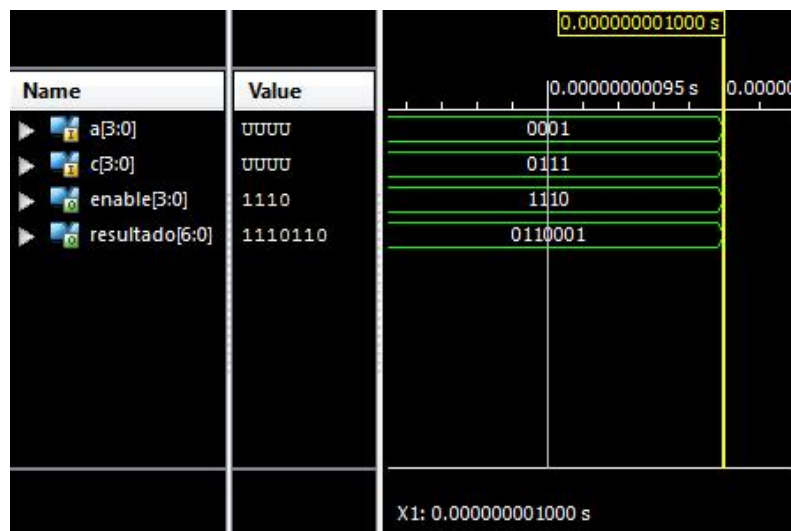 0.000000001000 s
Name Value 0.00000000095 s 0.00000
a[3:0] UUUU 0001
c[3:0] UUUU 0111
enable[3:0] 1110 1110
resultado[6:0] 1110110 0110001
X1: 0.000000001000 s